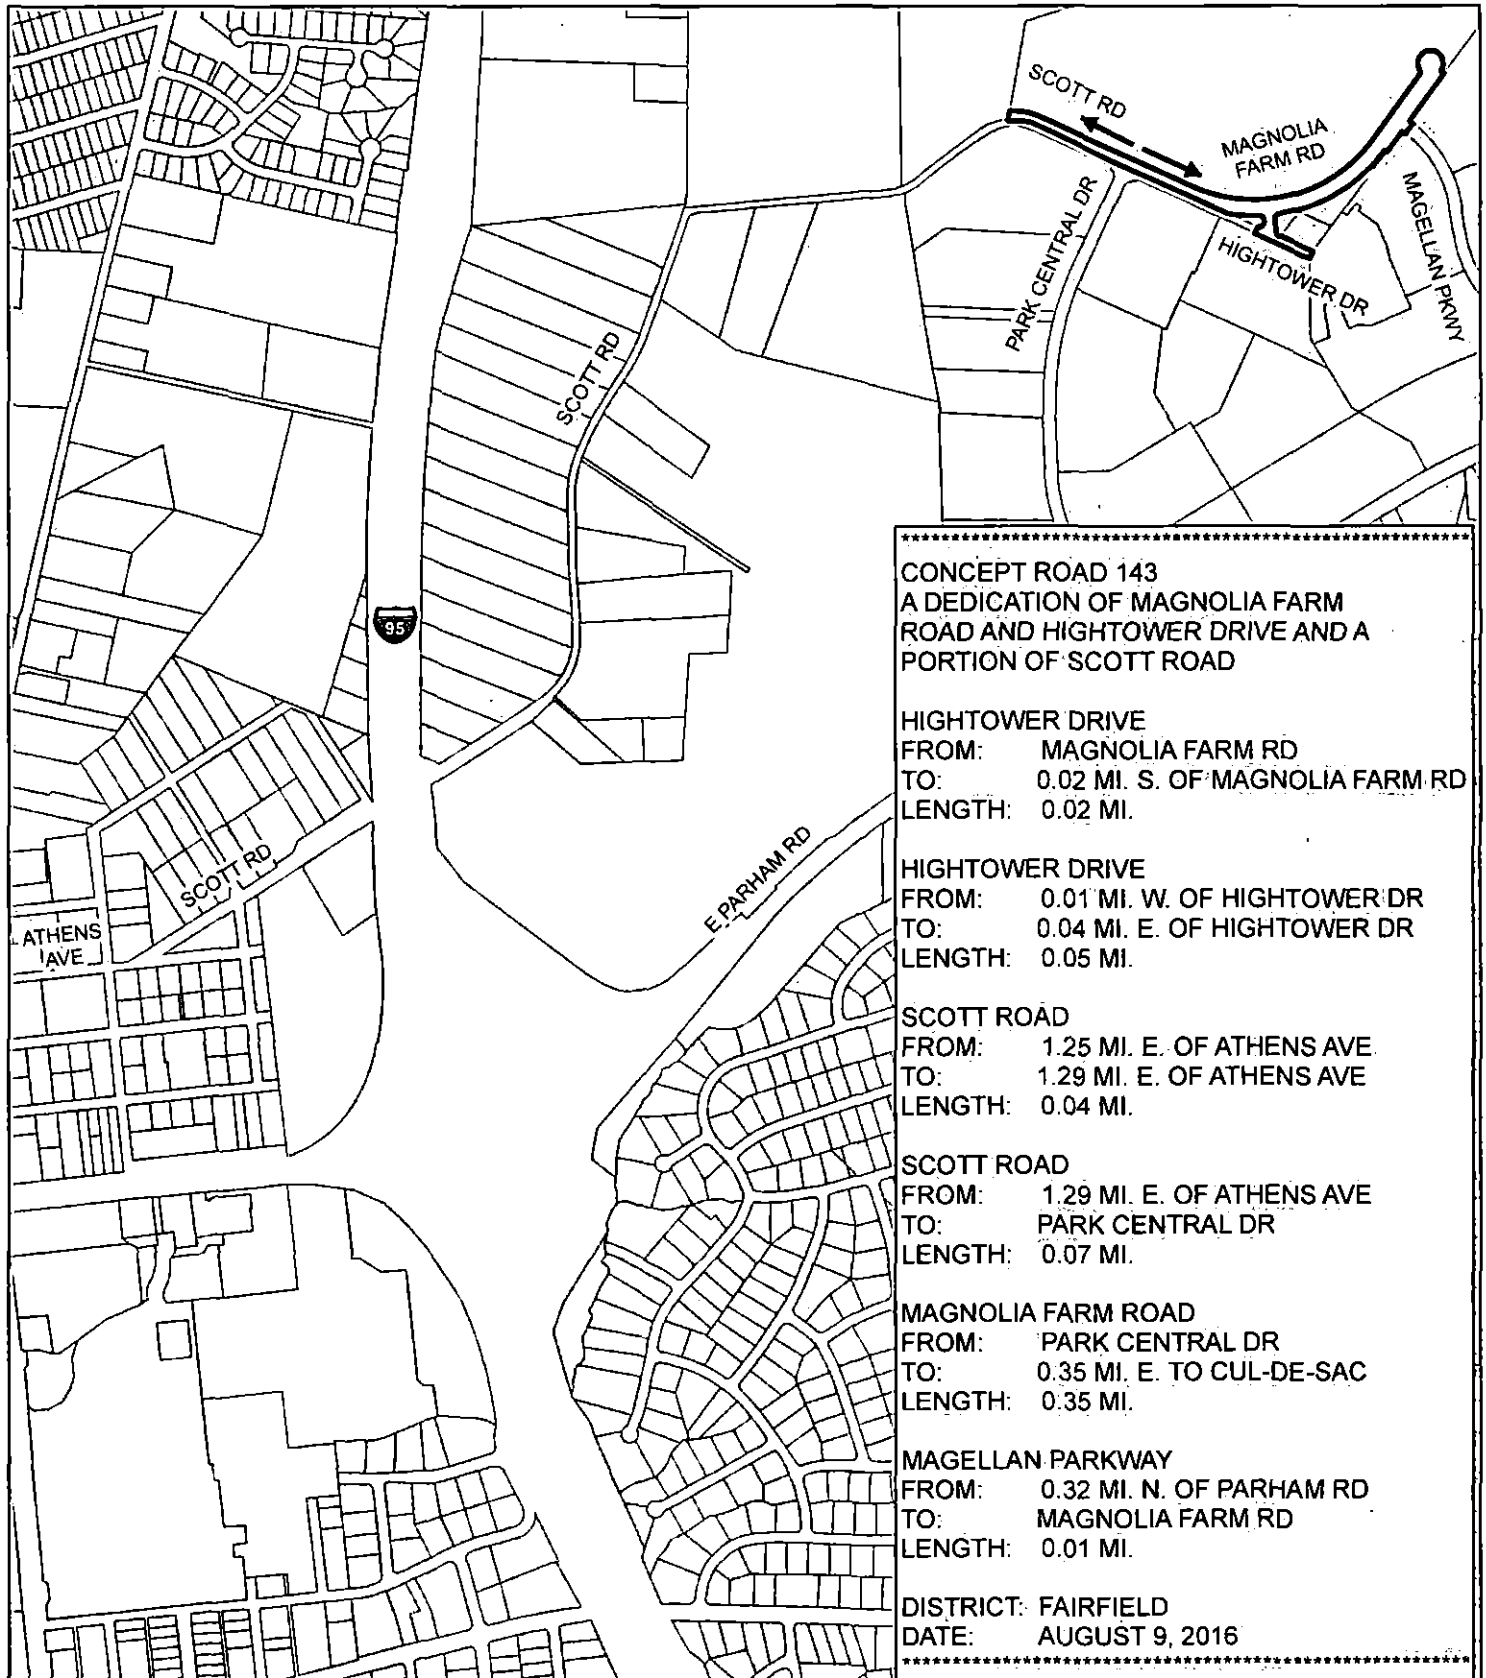 SCOTT RD
MAGNOLIA
FARM RD
MAGELLAN PKWY
PARK CENTRAL DR
HIGHTOWER DR
SCOTT RD
95
SCOTT RD
ATHENS
AVE
E PARHAM RD
************************************************************
CONCEPT ROAD 143
A DEDICATION OF MAGNOLIA FARM
ROAD AND HIGHTOWER DRIVE AND A
PORTION OF SCOTT ROAD
HIGHTOWER DRIVE
FROM: MAGNOLIA FARM RD
TO: 0.02 MI. S. OF MAGNOLIA FARM RD
LENGTH: 0.02 MI.
HIGHTOWER DRIVE
FROM: 0.01 MI. W. OF HIGHTOWER DR
TO: 0.04 MI. E. OF HIGHTOWER DR
LENGTH: 0.05 MI.
SCOTT ROAD
FROM: 1.25 MI. E. OF ATHENS AVE
TO: 1.29 MI. E. OF ATHENS AVE
LENGTH: 0.04 MI.
SCOTT ROAD
FROM: 1.29 MI. E. OF ATHENS AVE
TO: PARK CENTRAL DR
LENGTH: 0.07 MI.
MAGNOLIA FARM ROAD
FROM: PARK CENTRAL DR
TO: 0.35 MI. E. TO CUL-DE-SAC
LENGTH: 0.35 MI.
MAGELLAN PARKWAY
FROM: 0.32 MI. N. OF PARHAM RD
TO: MAGNOLIA FARM RD
LENGTH: 0.01 MI.
DISTRICT: FAIRFIELD
DATE: AUGUST 9, 2016
************************************************************